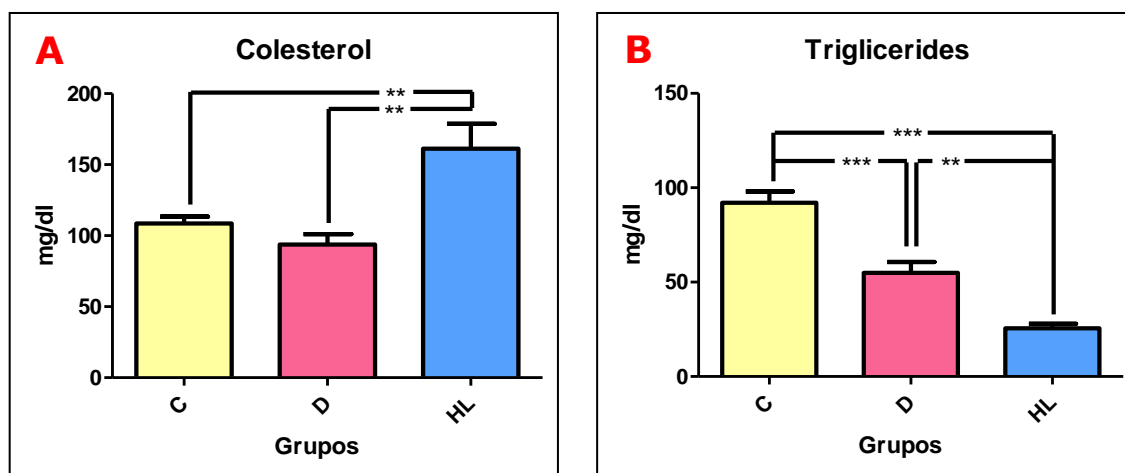 A
Colesterol
200
150
100
50
0
mg/dl
**
**
C
D
HL
Grupos
B
Triglicerides
150
100
50
0
mg/dl
***
***
**
C
D
HL
Grupos